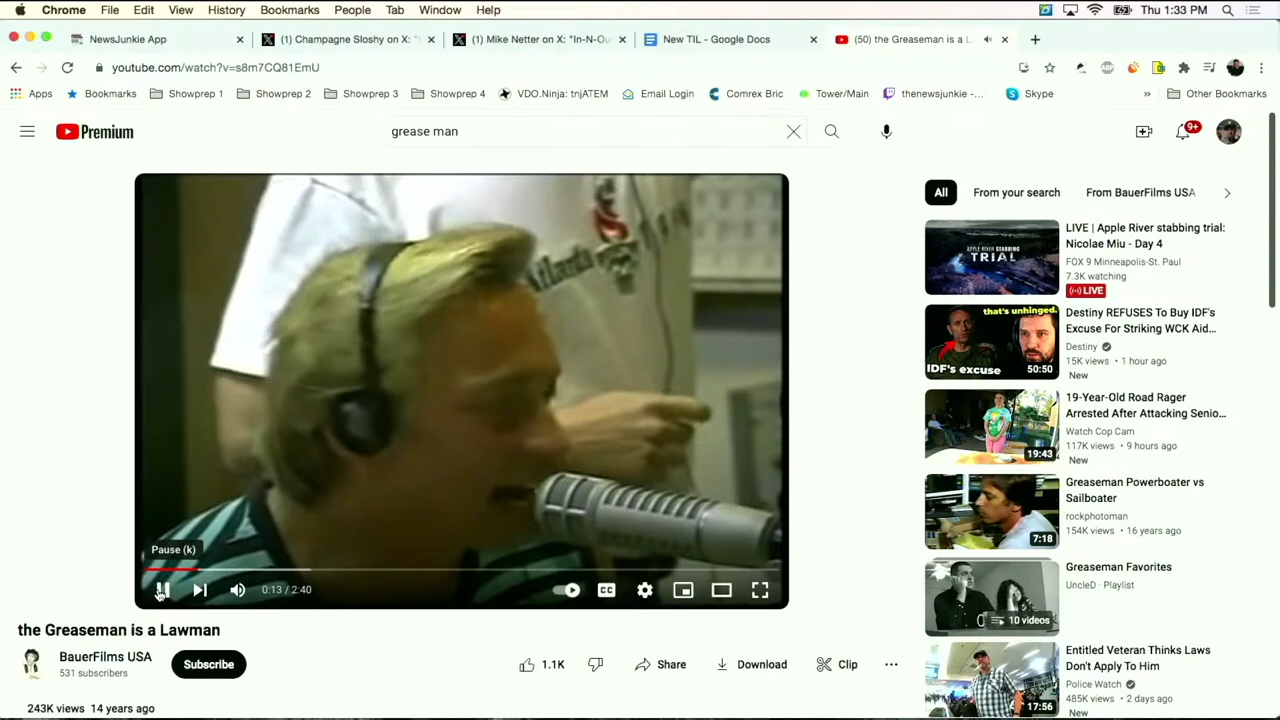 Chrome File Edit View History Bookmarks People Tab Window Help Thu 1:33 PM
NewsJunkie App (1) Champagne Sloshy on X: " (1) Mike Netter on X: "In-N-Ou New TIL - Google Docs (50) the Greaseman is a L
youtube.com/watch?v=s8m7CQ81EmU
Apps Bookmarks Showprep 1 Showprep 2 Showprep 3 Showprep 4 VDO.Ninja: tnjATEM Email Login Comrex Bric Tower/Main thenewsjunkie -... Skype » Other Bookmarks
Premium
grease man
9+
All From your search From BauerFilms USA
LIVE | Apple River stabbing trial:
Nicolae Miu - Day 4
FOX 9 Minneapolis-St. Paul
7.3K watching
LIVE
APPLE RIVER STABBING
TRIAL
Destiny REFUSES To Buy IDF's
Excuse For Striking WCK Aid...
Destiny
15K views • 1 hour ago
New
that's unhinged.
IDF's excuse
50:50
19-Year-Old Road Rager
Arrested After Attacking Senio...
Watch Cop Cam
117K views • 9 hours ago
New
19:43
Greaseman Powerboater vs
Sailboater
rockphotoman
154K views • 16 years ago
7:18
Greaseman Favorites
UncleD · Playlist
10 videos
Entitled Veteran Thinks Laws
Don't Apply To Him
Police Watch
485K views • 2 days ago
New
17:56
Pause (k)
0:13 / 2:40
CC
the Greaseman is a Lawman
BauerFilms USA
531 subscribers
Subscribe
1.1K Share Download Clip ...
243K views 14 years ago